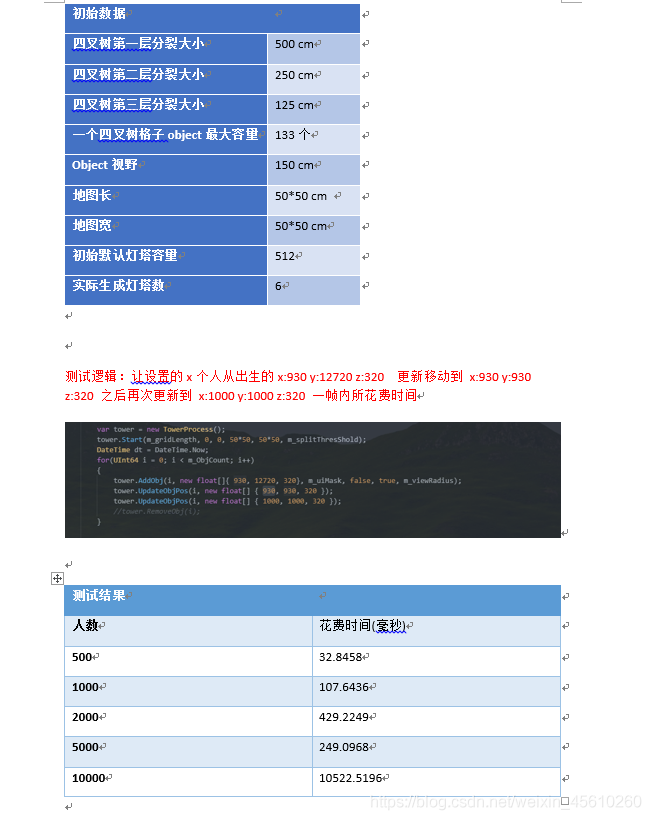 初始数据
四叉树第一层分裂大小 500 cm
四叉树第二层分裂大小 250 cm
四叉树第三层分裂大小 125 cm
一个四叉树格子 object 最大容量 133 个
Object 视野 150 cm
地图长 50*50 cm
地图宽 50*50 cm
初始默认灯塔容量 512
实际生成灯塔数 6
测试逻辑：让设置的 x 个人从出生的 x:930 y:12720 z:320 更新移动到 x:930 y:930
z:320 之后再次更新到 x:1000 y:1000 z:320 一帧内所花费时间
var tower = new TowerProcess();
tower.Start(m_gridLength, 0, 0, 50*50, 50*50, m_splitThresShold);
DateTime dt = DateTime.Now;
for(UInt64 i = 0; i < m_ObjCount; i++)
{
tower.AddObj(i, new float[]{ 930, 12720, 320}, m_uiMask, false, true, m_viewRadius);
tower.UpdateObjPos(i, new float[] { 930, 930, 320 });
tower.UpdateObjPos(i, new float[] { 1000, 1000, 320 });
//tower.RemoveObj(i);
}
测试结果
人数 花费时间(毫秒)
500 32.8458
1000 107.6436
2000 429.2249
5000 249.0968
10000 10522.5196
https://blog.csdn.net/weixin_45610260